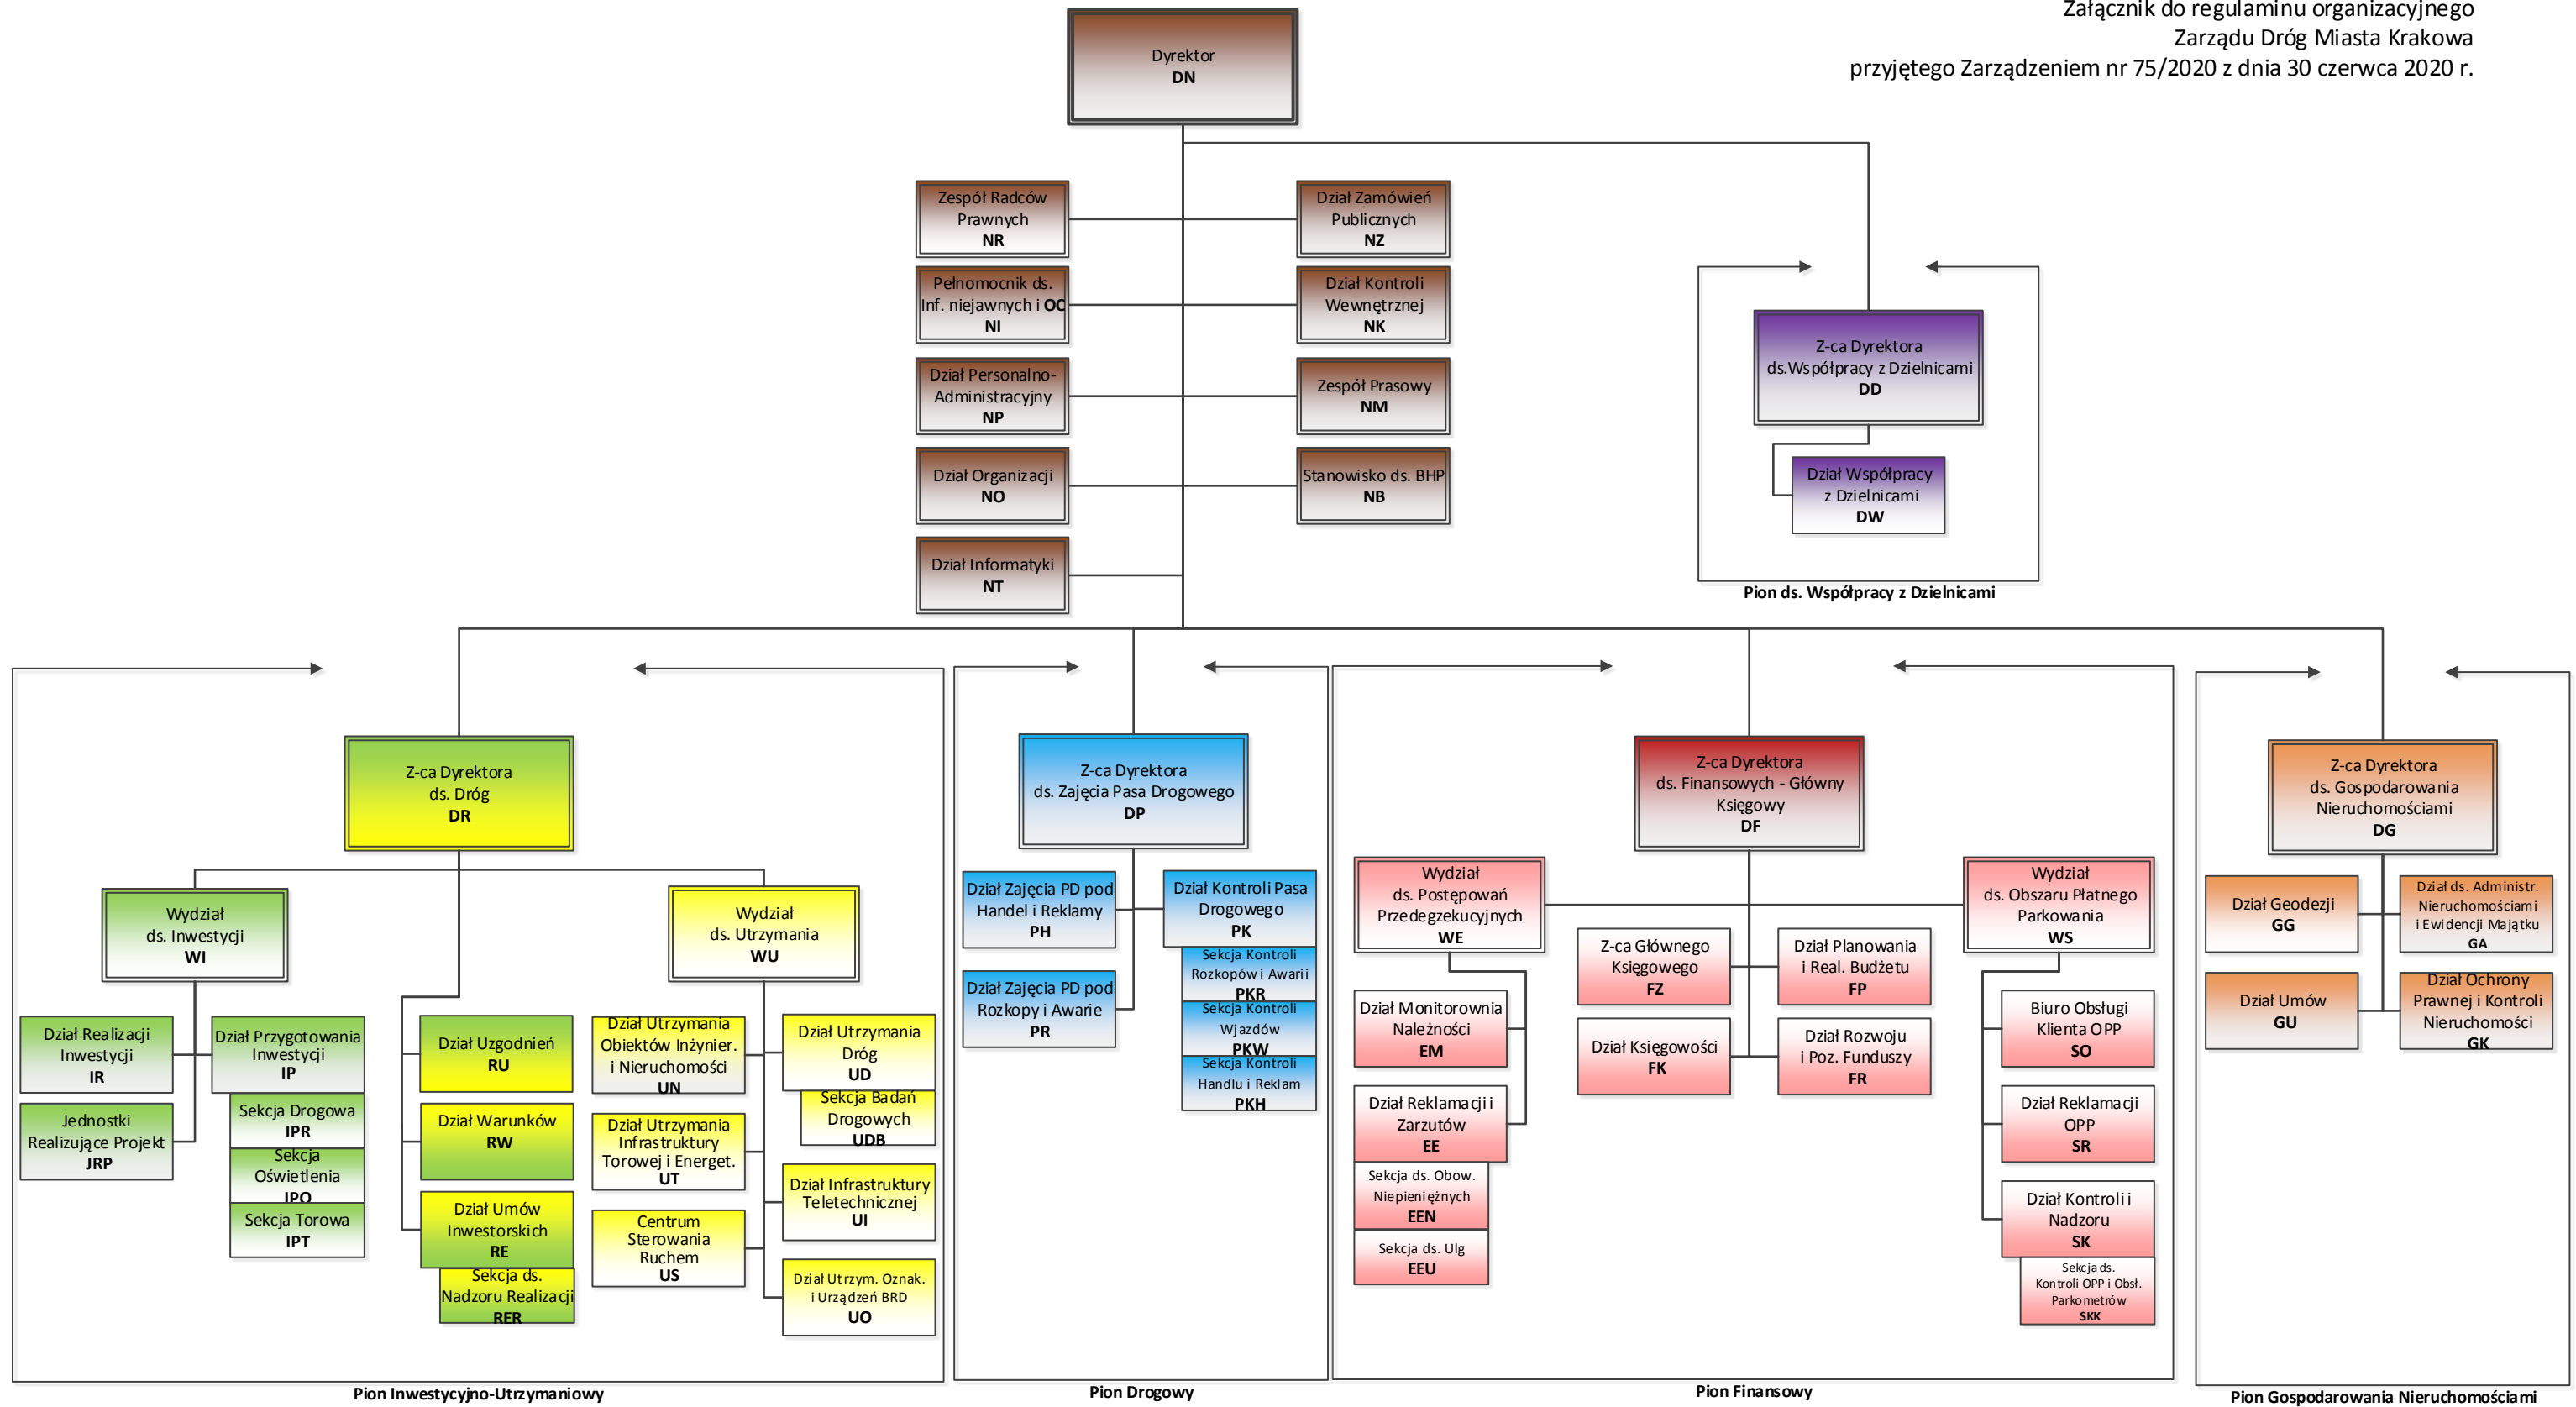 Załącznik do regulaminu organizacyjnego
Zarządu Dróg Miasta Krakowa
przyjętego Zarządzeniem nr 75/2020 z dnia 30 czerwca 2020 r.
Dyrektor
DN
Zespół Radców
Prawnych
NR
Dział Zamówień
Publicznych
NZ
Pełnomocnik ds.
Inf. niejawnych i OC
NI
Dział Kontroli
Wewnętrznej
NK
Dział Personalno-
Administracyjny
NP
Zespół Prasowy
NM
Dział Organizacji
NO
Stanowisko ds. BHP
NB
Dział Informatyki
NT
Z-ca Dyrektora
ds.Współpracy z Dzielnicami
DD
Dział Współpracy
z Dzielnicami
DW
Pion ds. Współpracy z Dzielnicami
Z-ca Dyrektora
ds. Dróg
DR
Wydział
ds. Inwestycji
WI
Wydział
ds. Utrzymania
WU
Dział Realizacji
Inwestycji
IR
Jednostki
Realizujące Projekt
JRP
Dział Przygotowania
Inwestycji
IP
Sekcja Drogowa
IPR
Sekcja
Oświetlenia
IPO
Sekcja Torowa
IPT
Dział Uzgodnień
RU
Dział Warunków
RW
Dział Umów
Inwestorskich
RE
Sekcja ds.
Nadzoru Realizacji
RER
Dział Utrzymania
Obiektów Inżynier.
i Nieruchomości
UN
Dział Utrzymania
Infrastruktury
Torowej i Energet.
UT
Centrum
Sterowania
Ruchem
US
Dział Utrzymania
Dróg
UD
Sekcja Badań
Drogowych
UDB
Dział Infrastruktury
Teletechnicznej
UI
Dział Utrzym. Oznak.
i Urządzeń BRD
UO
Pion Inwestycyjno-Utrzymaniowy
Z-ca Dyrektora
ds. Zajęcia Pasa Drogowego
DP
Dział Zajęcia PD pod
Handel i Reklamy
PH
Dział Zajęcia PD pod
Rozkopy i Awarie
PR
Dział Kontroli Pasa
Drogowego
PK
Sekcja Kontroli
Rozkopów i Awarii
PKR
Sekcja Kontroli
Wjazdów
PKW
Sekcja Kontroli
Handlu i Reklam
PKH
Pion Drogowy
Z-ca Dyrektora
ds. Finansowych - Główny
Księgowy
DF
Wydział
ds. Postępowań
Przedegzekucyjnych
WE
Wydział
ds. Obszaru Płatnego
Parkowania
WS
Dział Monitorownia
Należności
EM
Dział Reklamacji i
Zarzutów
EE
Sekcja ds. Obow.
Niepieniężnych
EEN
Sekcja ds. Ulg
EEU
Z-ca Głównego
Księgowego
FZ
Dział Planowania
i Real. Budżetu
FP
Dział Księgowości
FK
Dział Rozwoju
i Poz. Funduszy
FR
Biuro Obsługi
Klienta OPP
SO
Dział Reklamacji
OPP
SR
Dział Kontroli i
Nadzoru
SK
Sekcja ds.
Kontroli OPP i Obsł.
Parkometrów
SKK
Pion Finansowy
Z-ca Dyrektora
ds. Gospodarowania
Nieruchomościami
DG
Dział Geodezji
GG
Dział ds. Administr.
Nieruchomościami
i Ewidencji Majątku
GA
Dział Umów
GU
Dział Ochrony
Prawnej i Kontroli
Nieruchomości
GK
Pion Gospodarowania Nieruchomościami